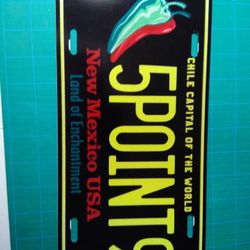 CHILE CAPITAL OF THE WORLD
5POINTS
New Mexico USA
Land of Enchantment